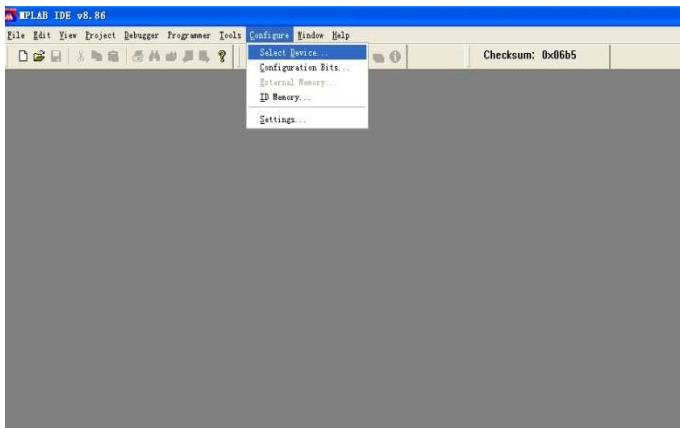 MPLAB IDE v8.86
File Edit View Project Debugger Programmer Tools Configure Window Help
Checksum: 0x06b5
Select Device...
Configuration Bits...
External Memory...
ID Memory...
Settings...